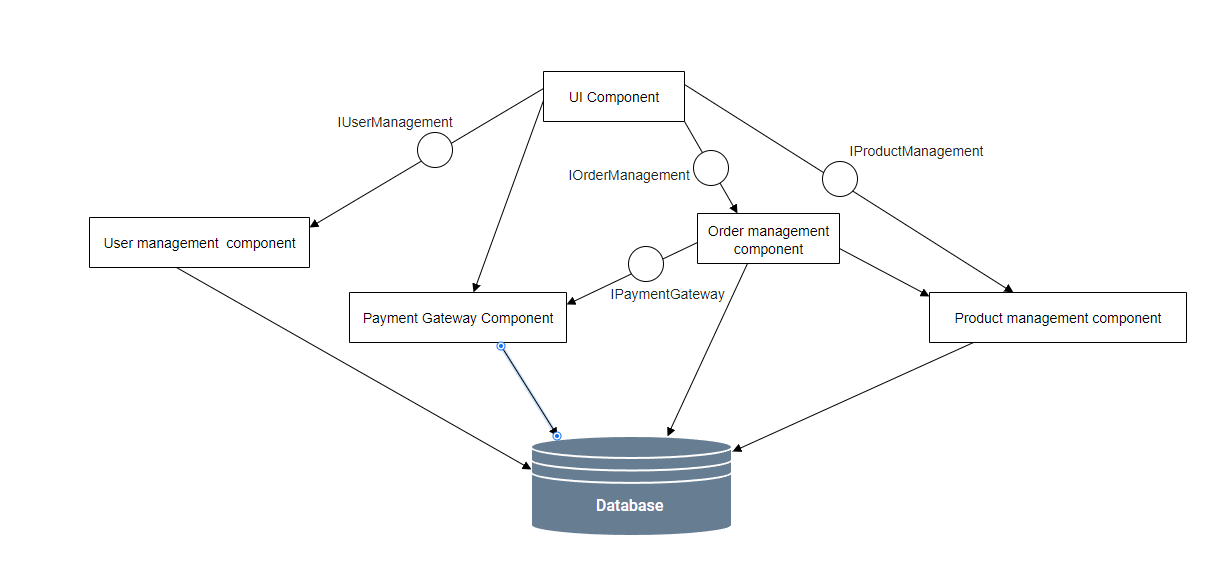 UI Component
IUserManagement
IProductManagement
IOrderManagement
User management  component
Order management
component
IPaymentGateway
Payment Gateway Component
Product management component
Database